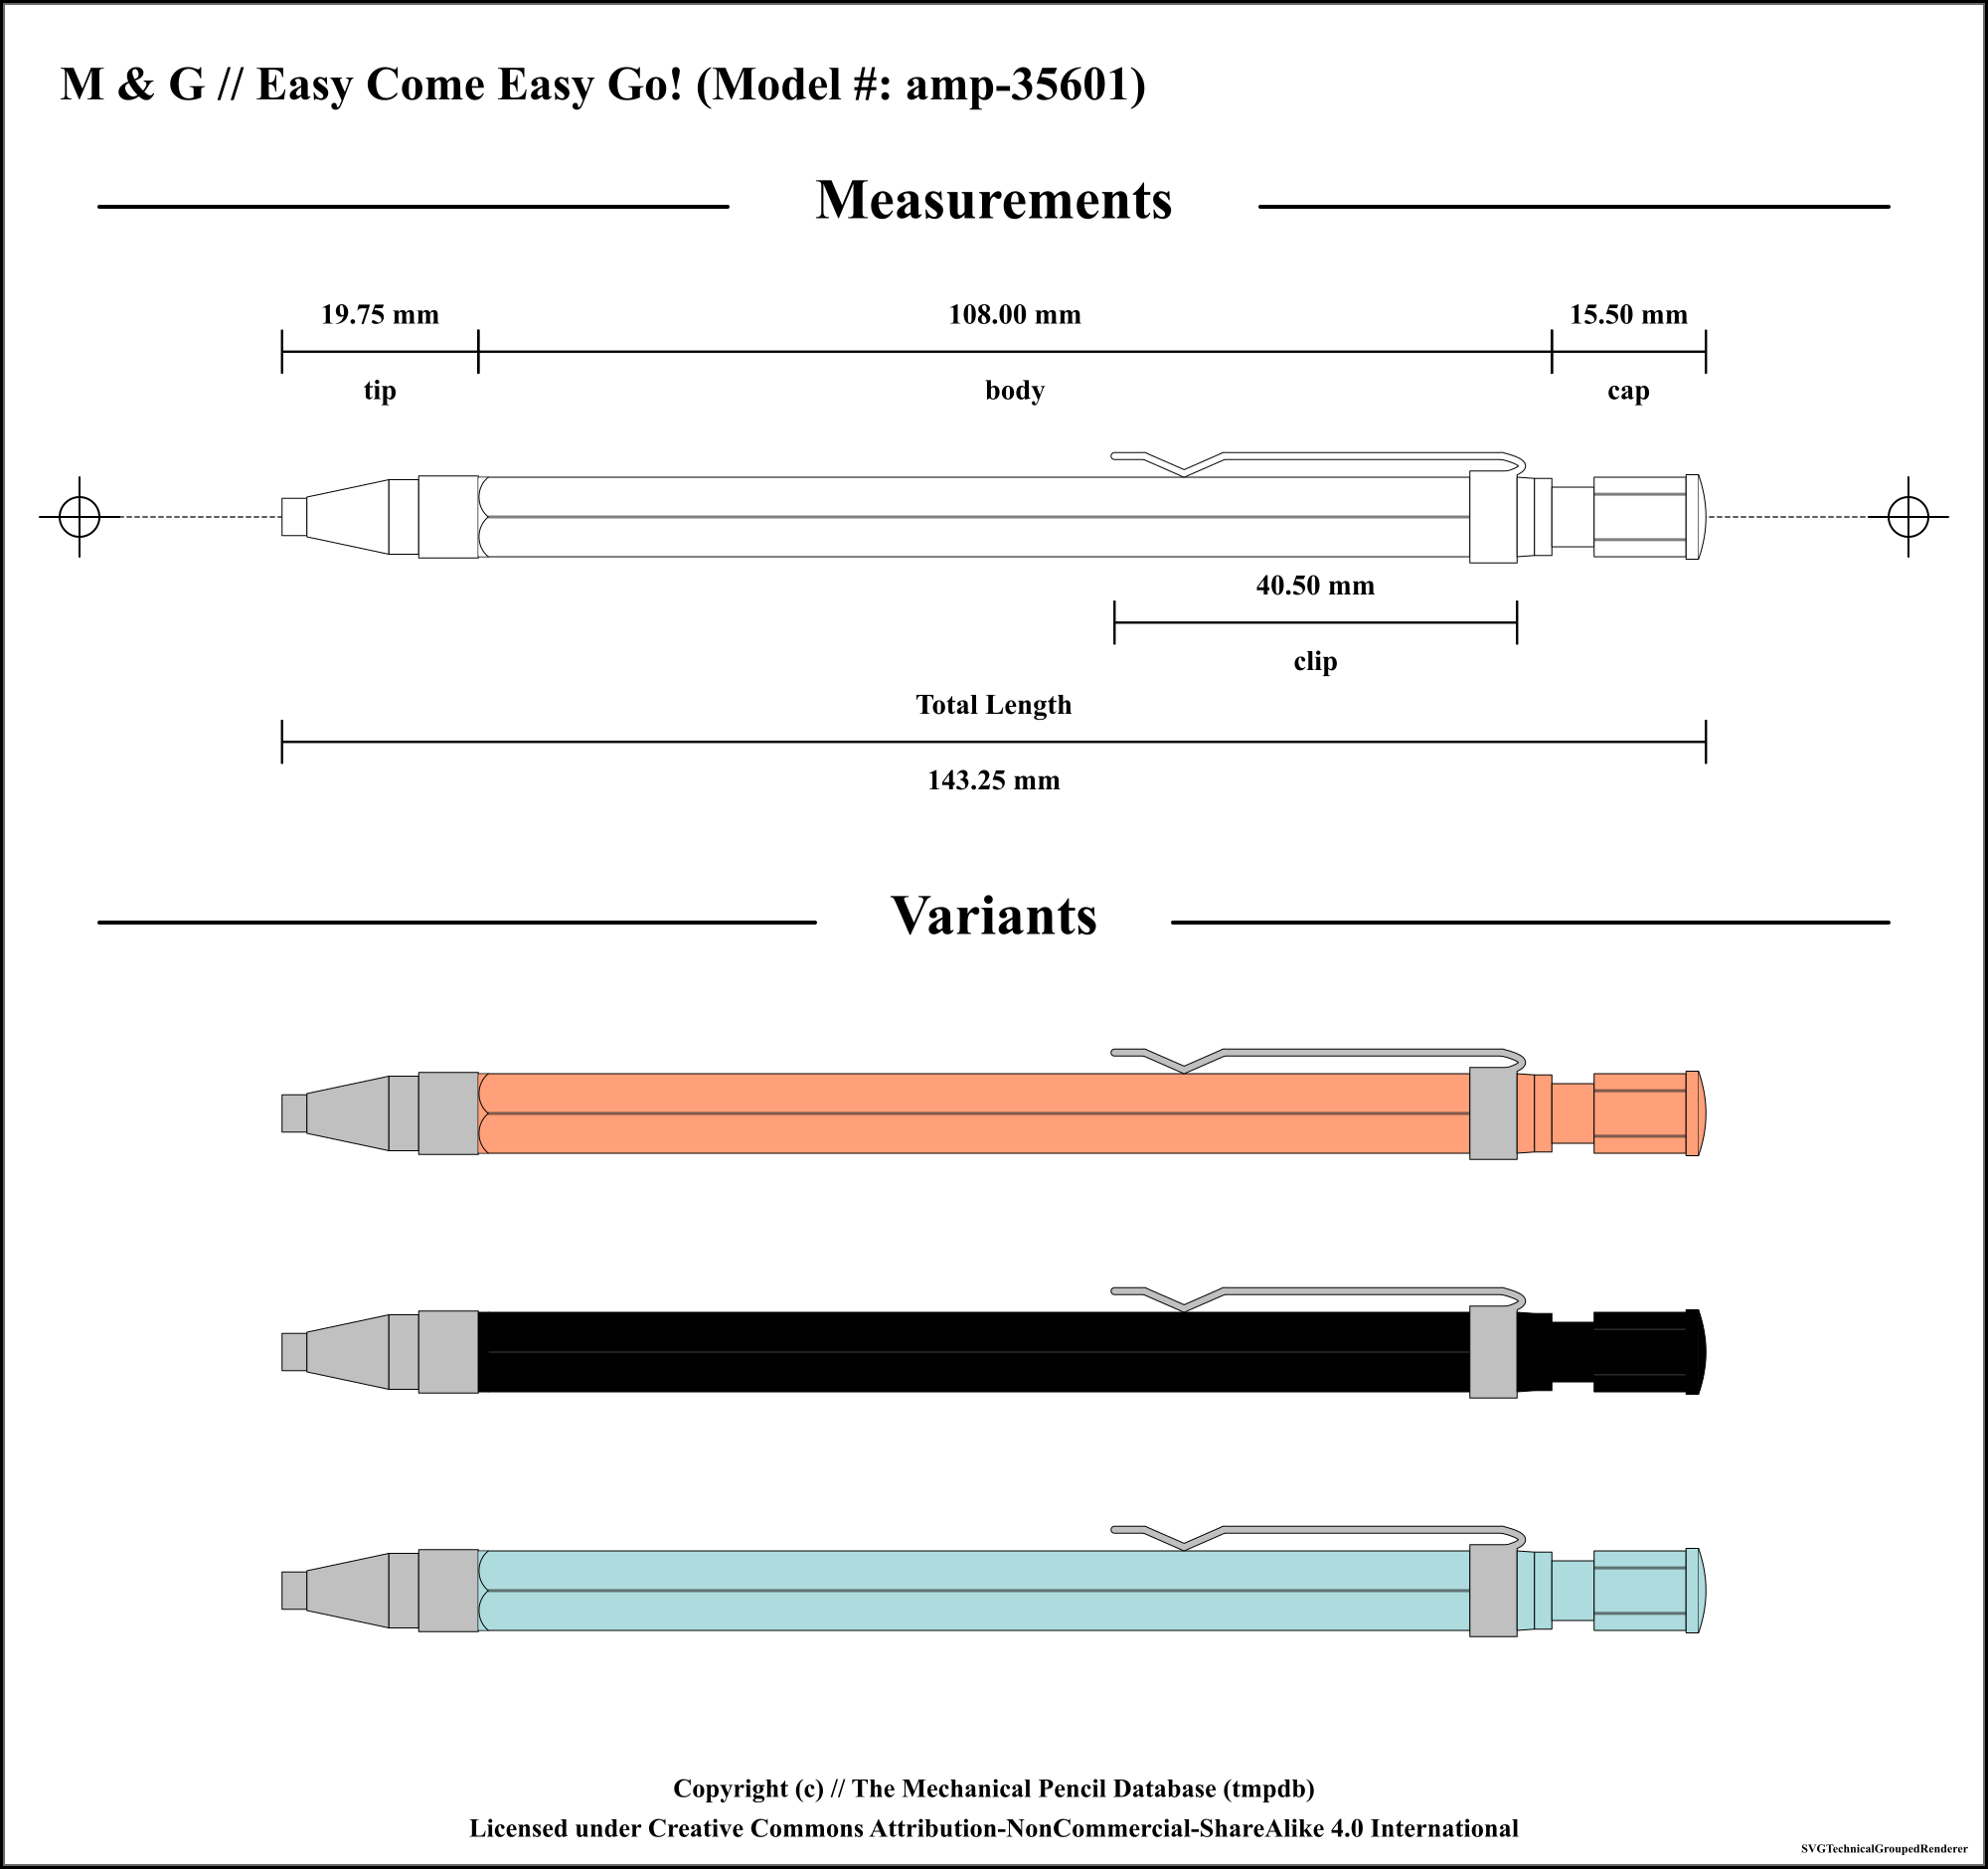 M & G // Easy Come Easy Go! (Model #: amp-35601)
Measurements
19.75 mm
108.00 mm
15.50 mm
tip
body
cap
40.50 mm
clip
Total Length
143.25 mm
Variants
Copyright (c) // The Mechanical Pencil Database (tmpdb)
Licensed under Creative Commons Attribution-NonCommercial-ShareAlike 4.0 International
SVGTechnicalGroupedRenderer